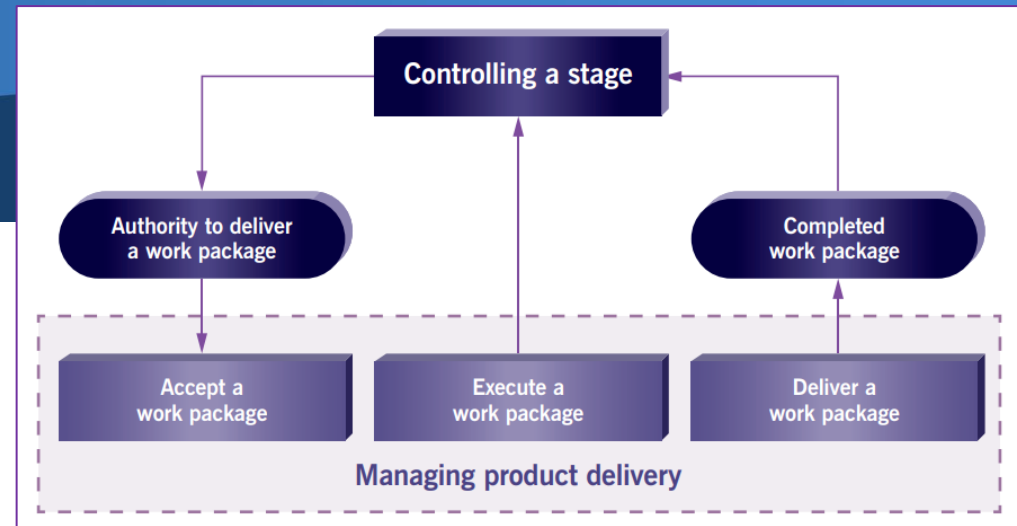 Controlling a stage
Authority to deliver
a work package
Completed
work package
Accept a
work package
Execute a
work package
Deliver a
work package
Managing product delivery